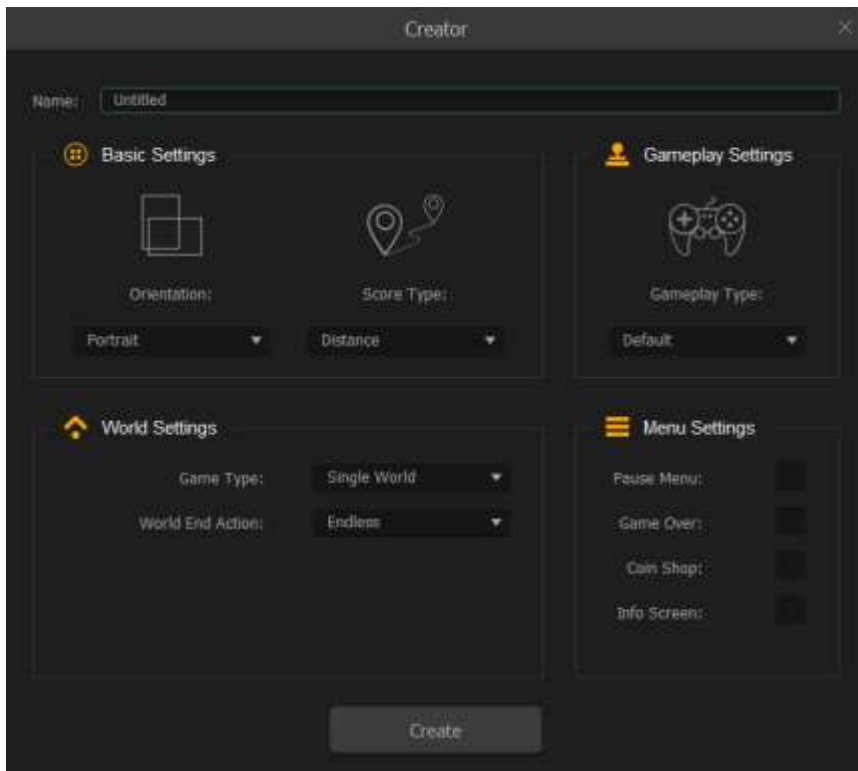 Creator
Name: Untitled
Basic Settings
Gameplay Settings
Orientation: Score Type: Gameplay Type:
Portrait Distance Default
World Settings
Menu Settings
Game Type: Single World
World End Action: Endless
Pause Menu:
Game Over:
Coin Shop:
Info Screen:
Create